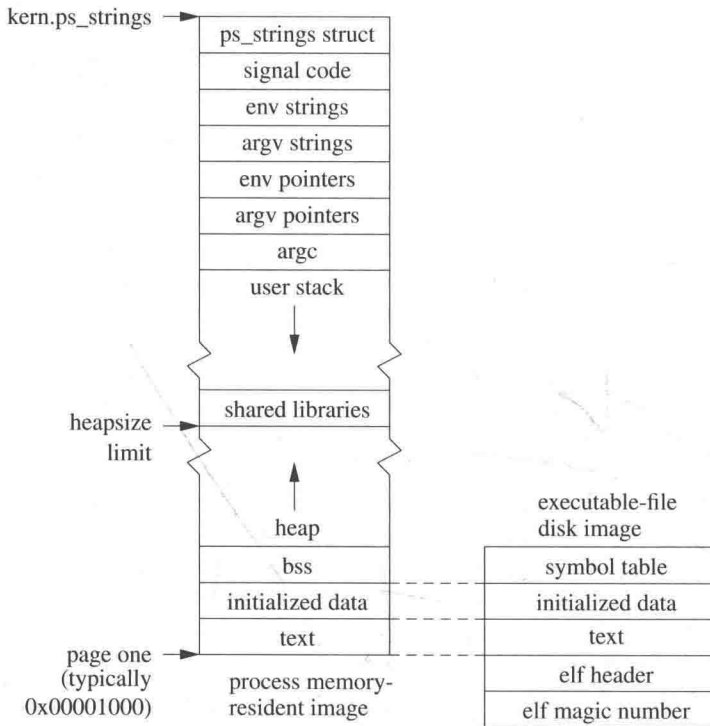 kern.ps_strings
ps_strings struct
signal code
env strings
argv strings
env pointers
argv pointers
argc
user stack
shared libraries
heapsize
limit
heap
bss
initialized data
text
page one
(typically
0x00001000)
process memory-
resident image
executable-file
disk image
symbol table
initialized data
text
elf header
elf magic number